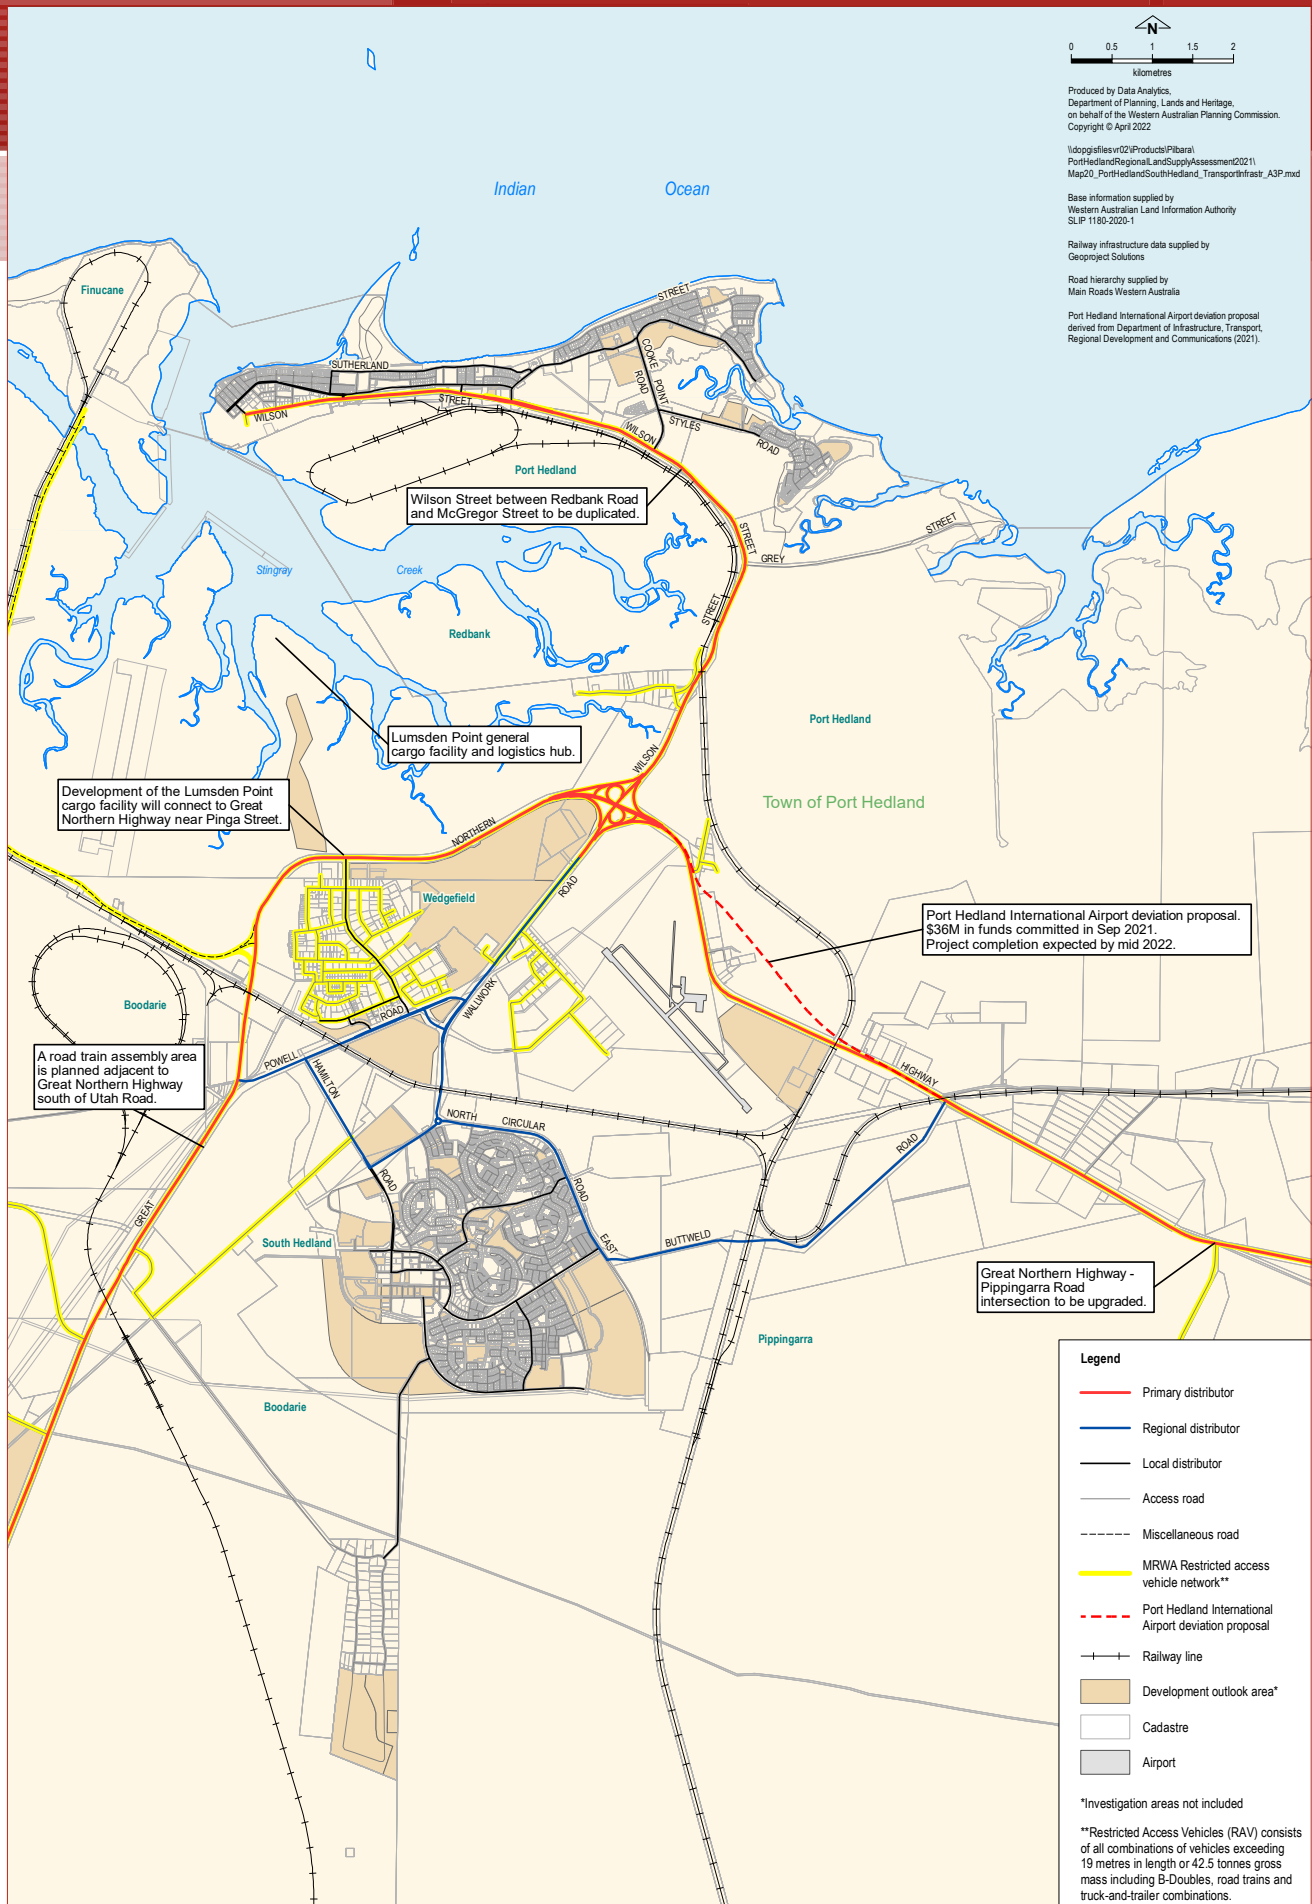 N
0 0.5 1 1.5 2
kilometres
Produced by Data Analytics,
Department of Planning, Lands and Heritage,
on behalf of the Western Australian Planning Commission.
Copyright © April 2022
\\dopgisfilesvr02\iProducts\Pilbara\
PortHedlandRegionalLandSupplyAssessment2021\
Map20_PortHedlandSouthHedland_TransportInfrastr_A3P.mxd
Base information supplied by
Western Australian Land Information Authority
SLIP 1180-2020-1
Railway infrastructure data supplied by
Geoproject Solutions
Road hierarchy supplied by
Main Roads Western Australia
Port Hedland International Airport deviation proposal
derived from Department of Infrastructure, Transport,
Regional Development and Communications (2021).
Indian Ocean
Finucane
STREET
SUTHERLAND
COOKE
POINT
ROAD
WILSON
STREET
WILSON
STYLES
ROAD
Port Hedland
Wilson Street between Redbank Road
and McGregor Street to be duplicated.
STREET
GREY
STREET
Stingray Creek
STREET
Redbank
Port Hedland
Lumsden Point general
cargo facility and logistics hub.
WILSON
Development of the Lumsden Point
cargo facility will connect to Great
Northern Highway near Pinga Street.
Town of Port Hedland
NORTHERN
ROAD
Wedgefield
Port Hedland International Airport deviation proposal.
$36M in funds committed in Sep 2021.
Project completion expected by mid 2022.
Boodarie
WALLWORK
ROAD
A road train assembly area
is planned adjacent to
Great Northern Highway
south of Utah Road.
POWELL
HAMILTON
HIGHWAY
NORTH CIRCULAR
ROAD
ROAD
ROAD
GREAT
South Hedland
EAST
BUTTWELD
Great Northern Highway -
Pippingarra Road
intersection to be upgraded.
Pippingarra
Boodarie
Legend
Primary distributor
Regional distributor
Local distributor
Access road
Miscellaneous road
MRWA Restricted access
vehicle network**
Port Hedland International
Airport deviation proposal
Railway line
Development outlook area*
Cadastre
Airport
*Investigation areas not included
**Restricted Access Vehicles (RAV) consists
of all combinations of vehicles exceeding
19 metres in length or 42.5 tonnes gross
mass including B-Doubles, road trains and
truck-and-trailer combinations.